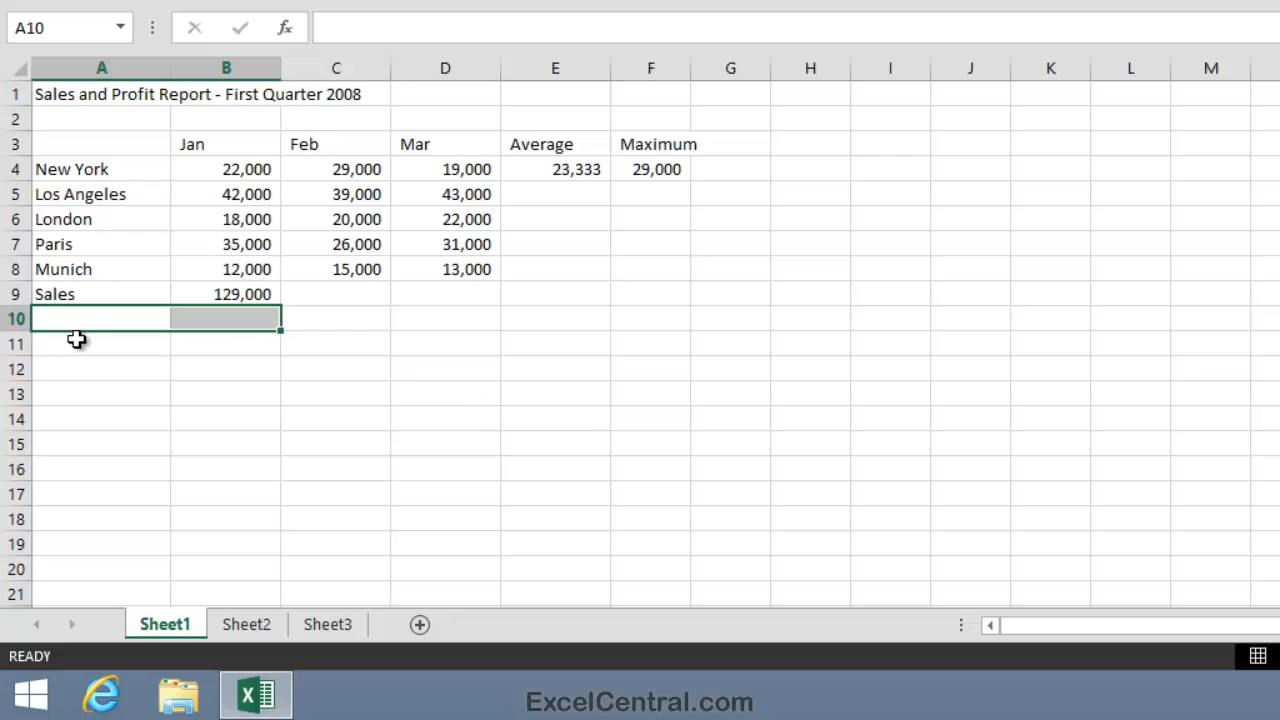 A10
fx
A B C D E F G H I J K L M
1 Sales and Profit Report - First Quarter 2008
2
3 Jan Feb Mar Average Maximum
4 New York 22,000 29,000 19,000 23,333 29,000
5 Los Angeles 42,000 39,000 43,000
6 London 18,000 20,000 22,000
7 Paris 35,000 26,000 31,000
8 Munich 12,000 15,000 13,000
9 Sales 129,000
10
11
12
13
14
15
16
17
18
19
20
21
Sheet1 Sheet2 Sheet3
READY
ExcelCentral.com